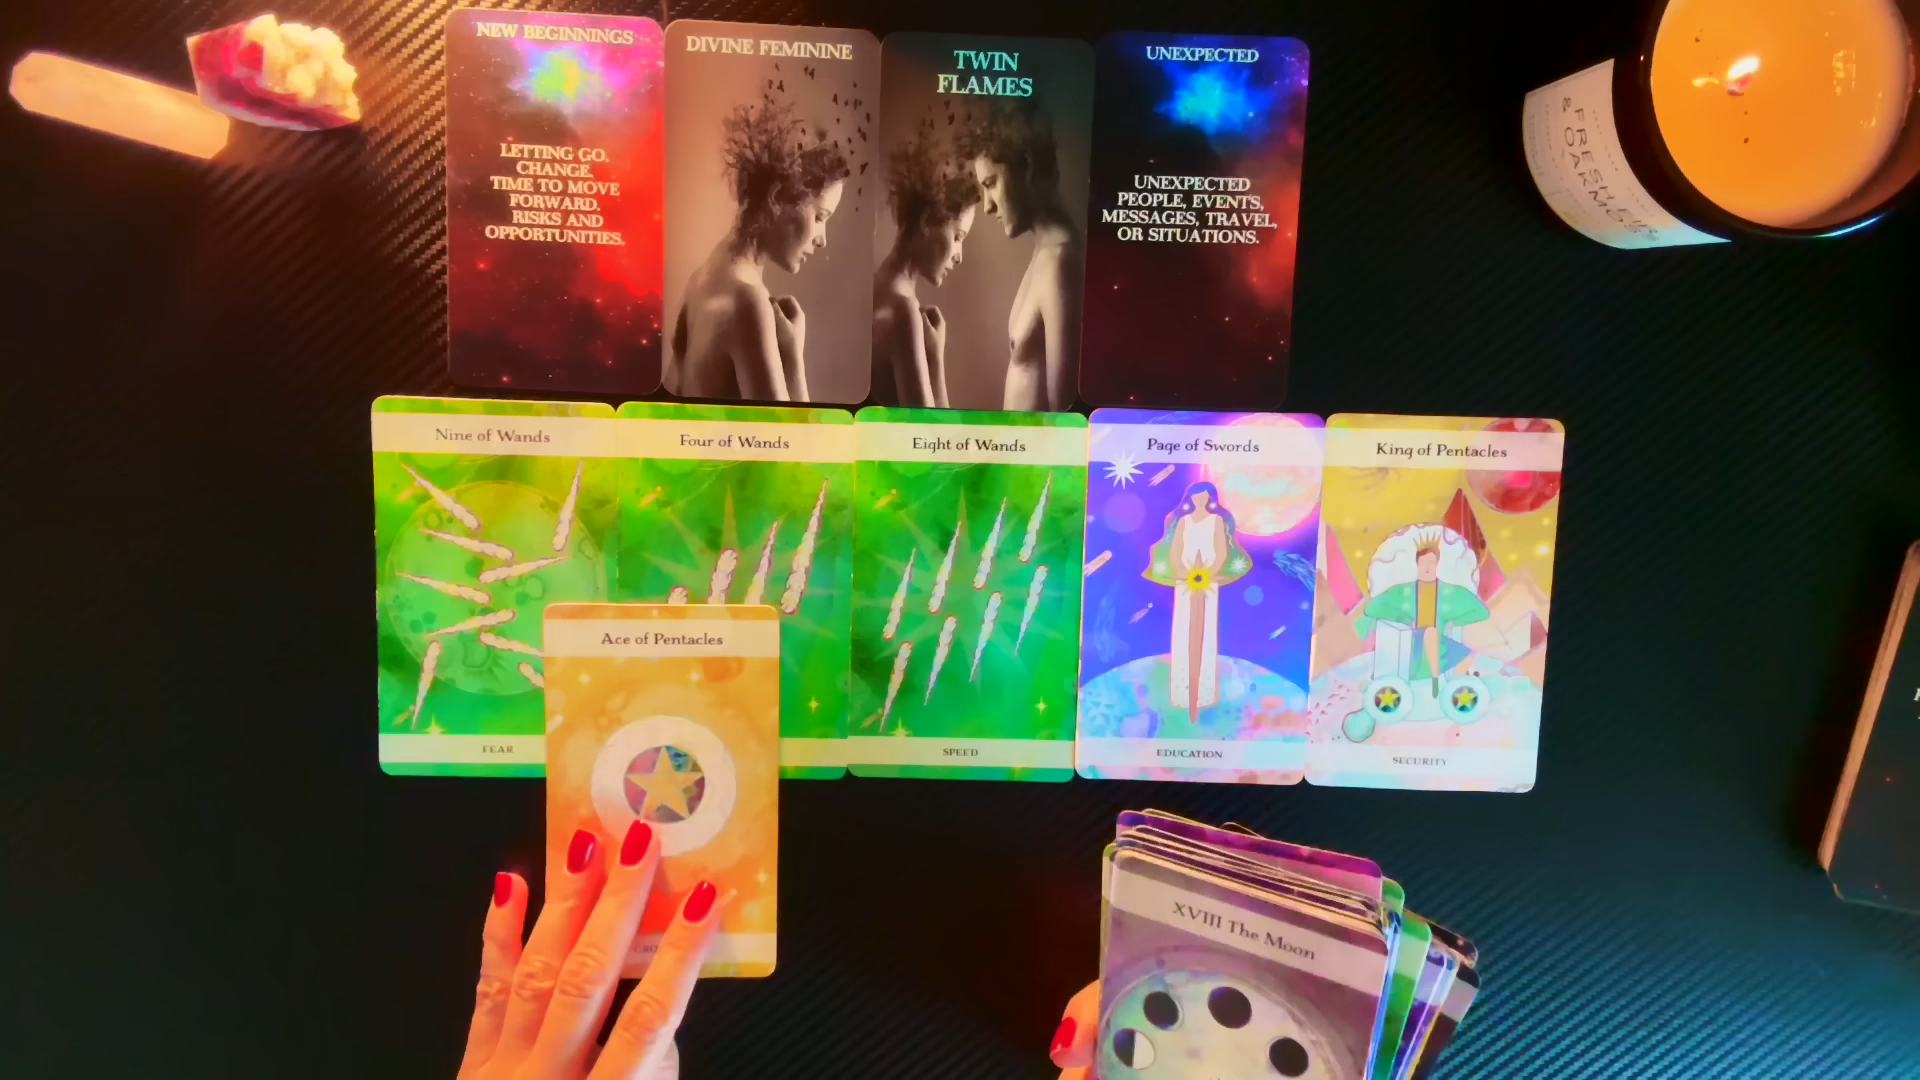 NEW BEGINNINGS
LETTING GO.
CHANGE.
TIME TO MOVE
FORWARD.
RISKS AND
OPPORTUNITIES.
DIVINE FEMININE
TWIN
FLAMES
UNEXPECTED
UNEXPECTED
PEOPLE, EVENTS,
MESSAGES, TRAVEL,
OR SITUATIONS.
FRESH
&
Nine of Wands
FEAR
Four of Wands
Eight of Wands
SPEED
Page of Swords
EDUCATION
King of Pentacles
SECURITY
Ace of Pentacles
XVIII The Moon